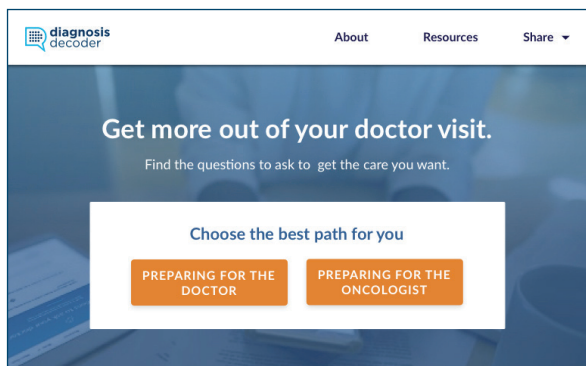 diagnosis
decoder
About
Resources
Share
Get more out of your doctor visit.
Find the questions to ask to get the care you want.
Choose the best path for you
PREPARING FOR THE
DOCTOR
PREPARING FOR THE
ONCOLOGIST